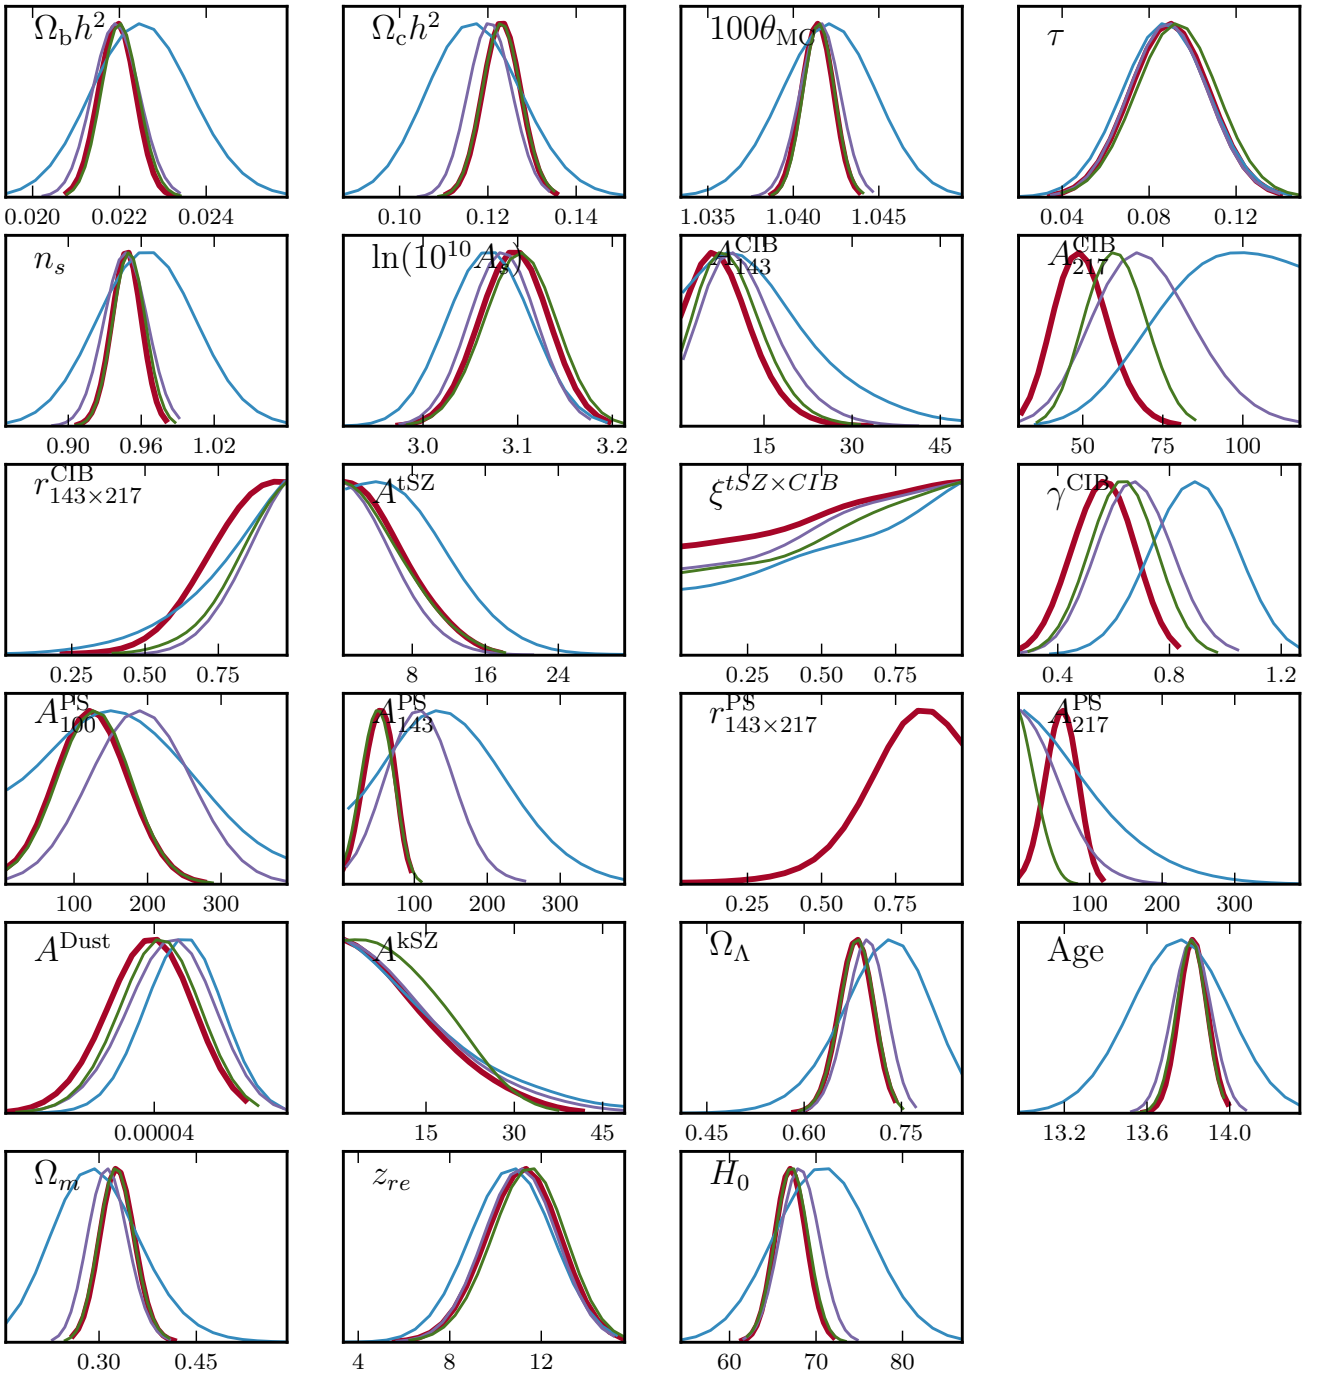 Ω_b h² Ω_c h² 100θ_MC τ
0.020 0.022 0.024 0.10 0.12 0.14 1.035 1.040 1.045 0.04 0.08 0.12
n_s ln(10¹⁰ A_s) A^CIB_143 A^CIB_217
0.90 0.96 1.02 3.0 3.1 3.2 15 30 45 50 75 100
r^CIB_143×217 A^tSZ ξ^tSZ×CIB γ^CIB
0.25 0.50 0.75 8 16 24 0.25 0.50 0.75 0.4 0.8 1.2
A^PS_100 A^PS_143 r^PS_143×217 A^PS_217
100 200 300 100 200 300 0.25 0.50 0.75 100 200 300
A^Dust A^kSZ Ω_Λ Age
0.00004 15 30 45 0.45 0.60 0.75 13.2 13.6 14.0
Ω_m z_re H_0
0.30 0.45 4 8 12 60 70 80